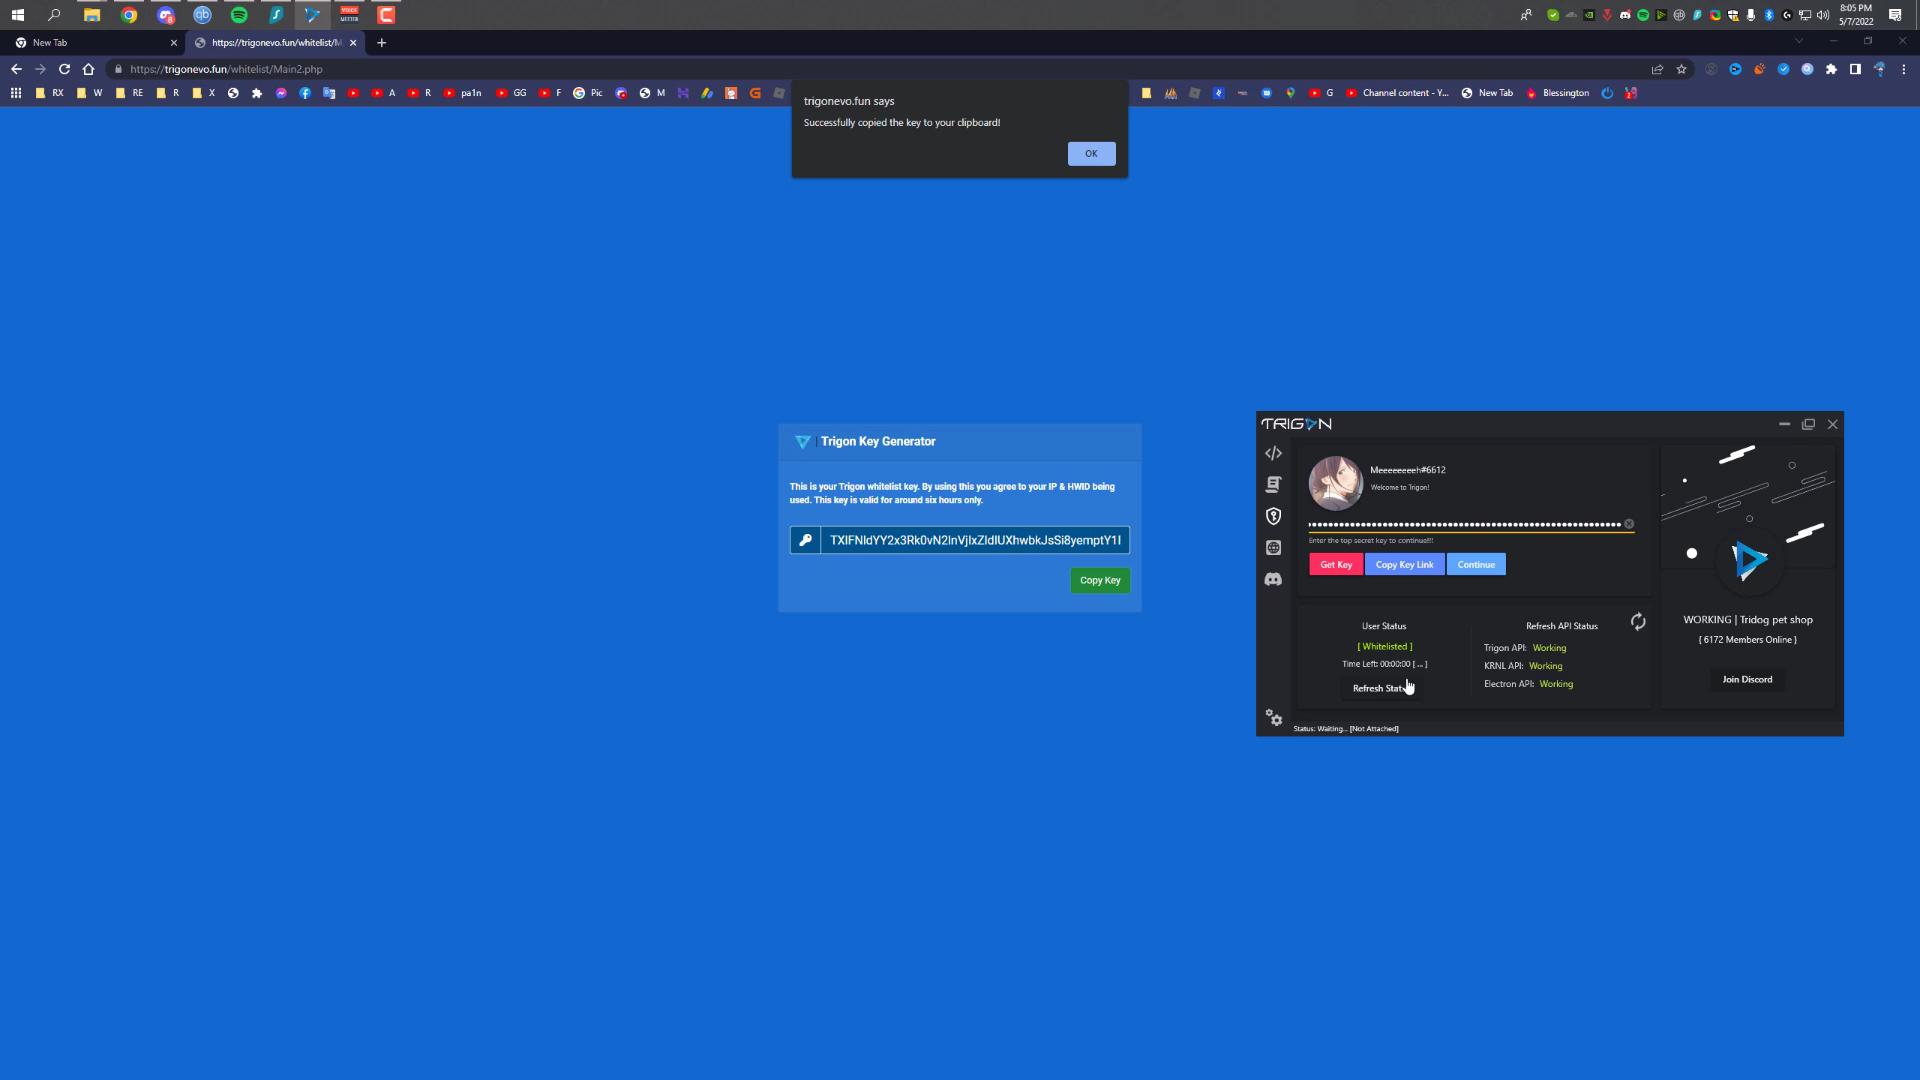 8:05 PM
5/7/2022
New Tab
https://trigonevo.fun/whitelist/M
https://trigonevo.fun/whitelist/Main2.php
RX
W
RE
R
X
A
R
pa1n
GG
F
Pic
M
G
Channel content - Y...
New Tab
Blessington
trigonevo.fun says
Successfully copied the key to your clipboard!
OK
Trigon Key Generator
This is your Trigon whitelist key. By using this you agree to your IP & HWID being
used. This key is valid for around six hours only.
Copy Key
TRIGON
Meeeeeeeh#6612
Welcome to Trigon!
Enter the top secret key to continue!!!
Get Key
Copy Key Link
Continue
User Status
[ Whitelisted ]
Time Left: 00:00:00 [ ... ]
Refresh
Refresh API Status
Trigon API: Working
KRNL API: Working
Electron API: Working
WORKING | Tridog pet shop
{ 6172 Members Online }
Join Discord
Status: Waiting... [Not Attached]